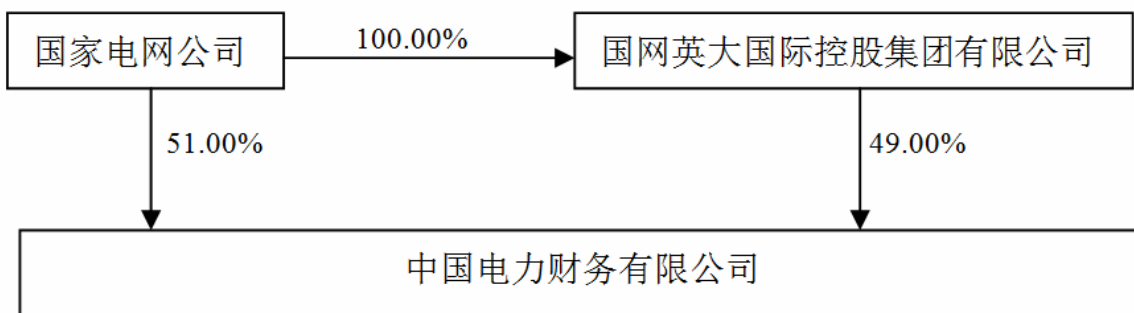 国家电网公司
100.00%
国网英大国际控股集团有限公司
51.00%
49.00%
中国电力财务有限公司